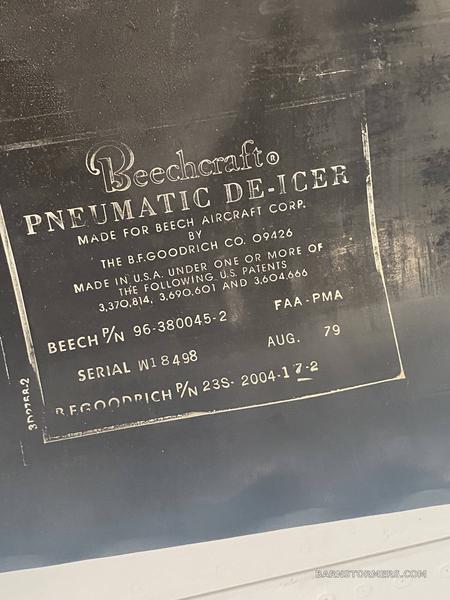 Beechcraft®
PNEUMATIC DE-ICER
MADE FOR BEECH AIRCRAFT CORP.
BY
THE B.F.GOODRICH CO. 09426
MADE IN U.S.A. UNDER ONE OR MORE OF
THE FOLLOWING U.S. PATENTS
3,370,814, 3,690,601 AND 3,604,666
FAA-PMA
BEECH P/N 96-380045-2
SERIAL W18498
AUG. 79
B.F.GOODRICH P/N 23S-2004-17-2
BARNSTORMERS.COM